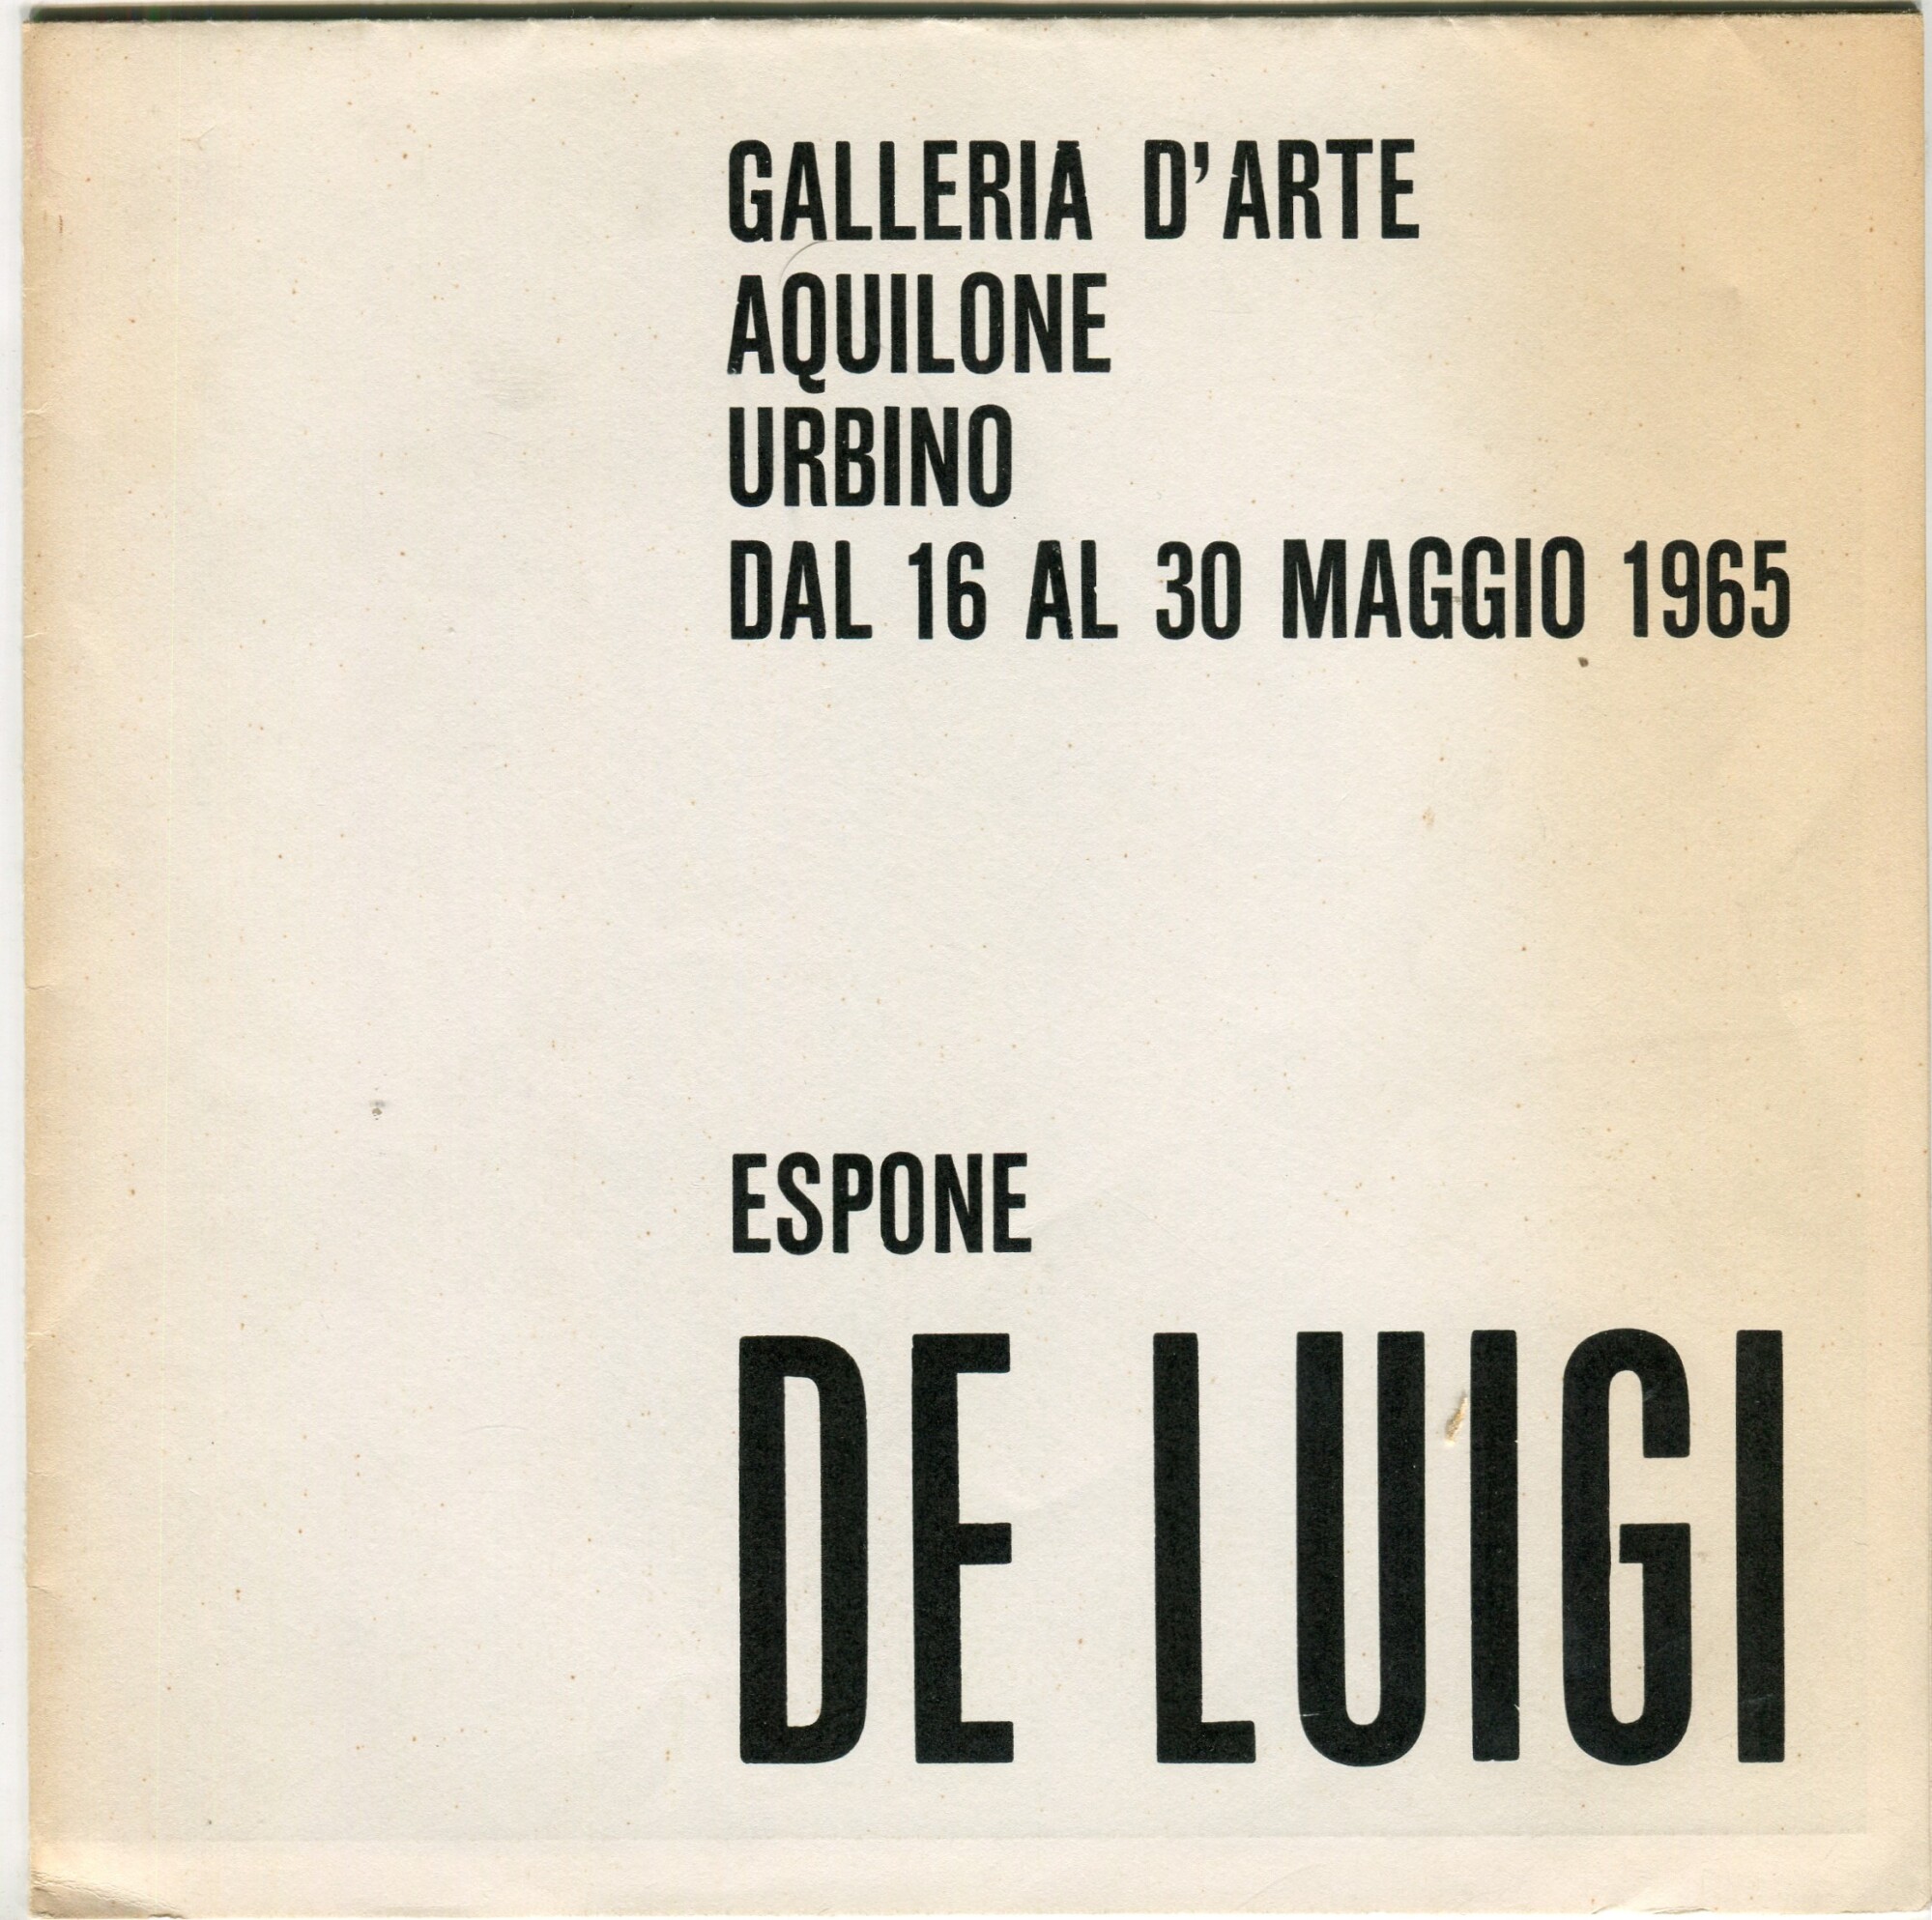 GALLERIA D'ARTE
AQUILONE
URBINO
DAL 16 AL 30 MAGGIO 1965
ESPONE
DE LUIGI